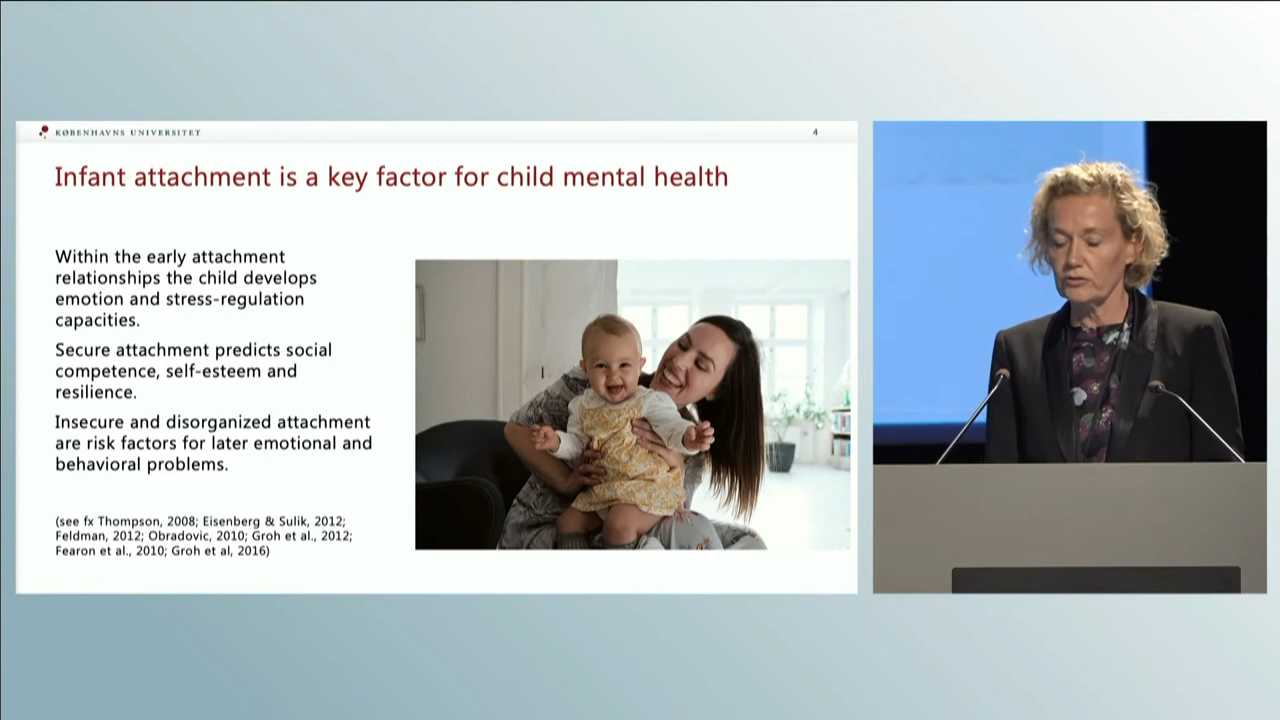 KØBENHAVNS UNIVERSITET
4
Infant attachment is a key factor for child mental health
Within the early attachment
relationships the child develops
emotion and stress-regulation
capacities.
Secure attachment predicts social
competence, self-esteem and
resilience.
Insecure and disorganized attachment
are risk factors for later emotional and
behavioral problems.
(see fx Thompson, 2008; Eisenberg & Sulik, 2012;
Feldman, 2012; Obradovic, 2010; Groh et al., 2012;
Fearon et al., 2010; Groh et al, 2016)